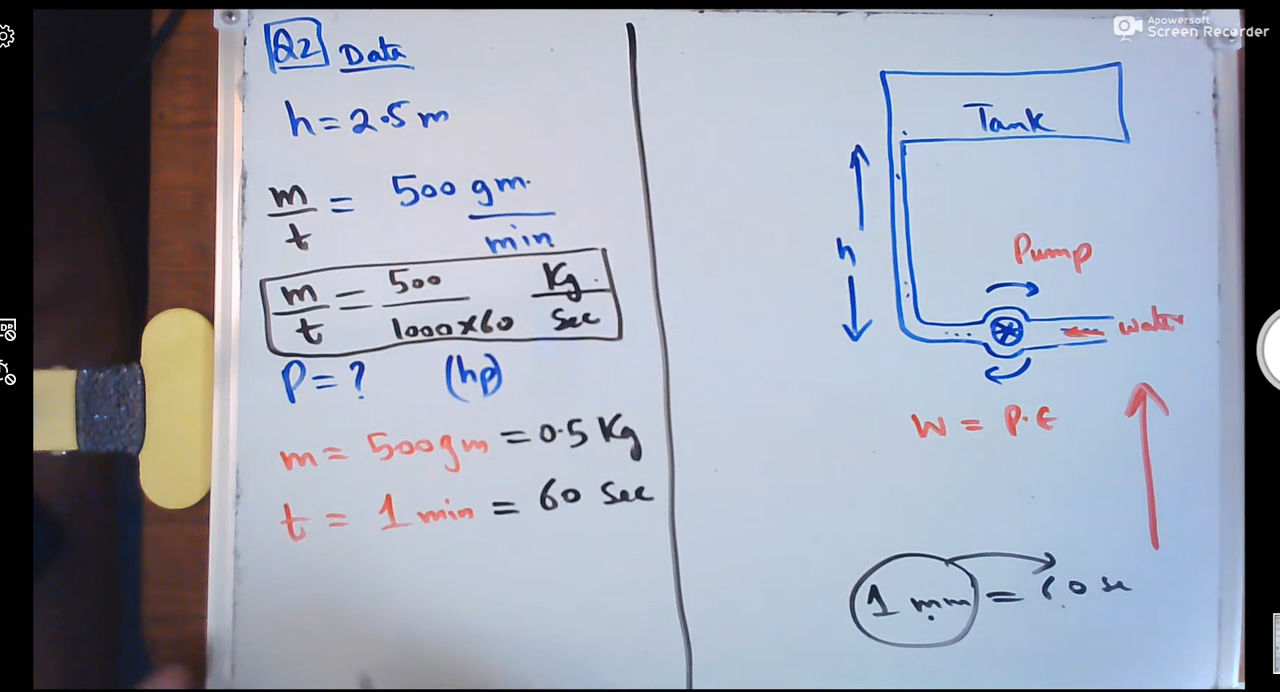 Q2 Data
h = 2.5 m
m/t = 500 gm/min
m/t = 500/1000×60 Kg/Sec
P = ? (hp)
m = 500gm = 0.5 Kg
t = 1 min = 60 Sec
Apowersoft
Screen Recorder
Tank
h
Pump
water
W = P.E
1 min = 60 se